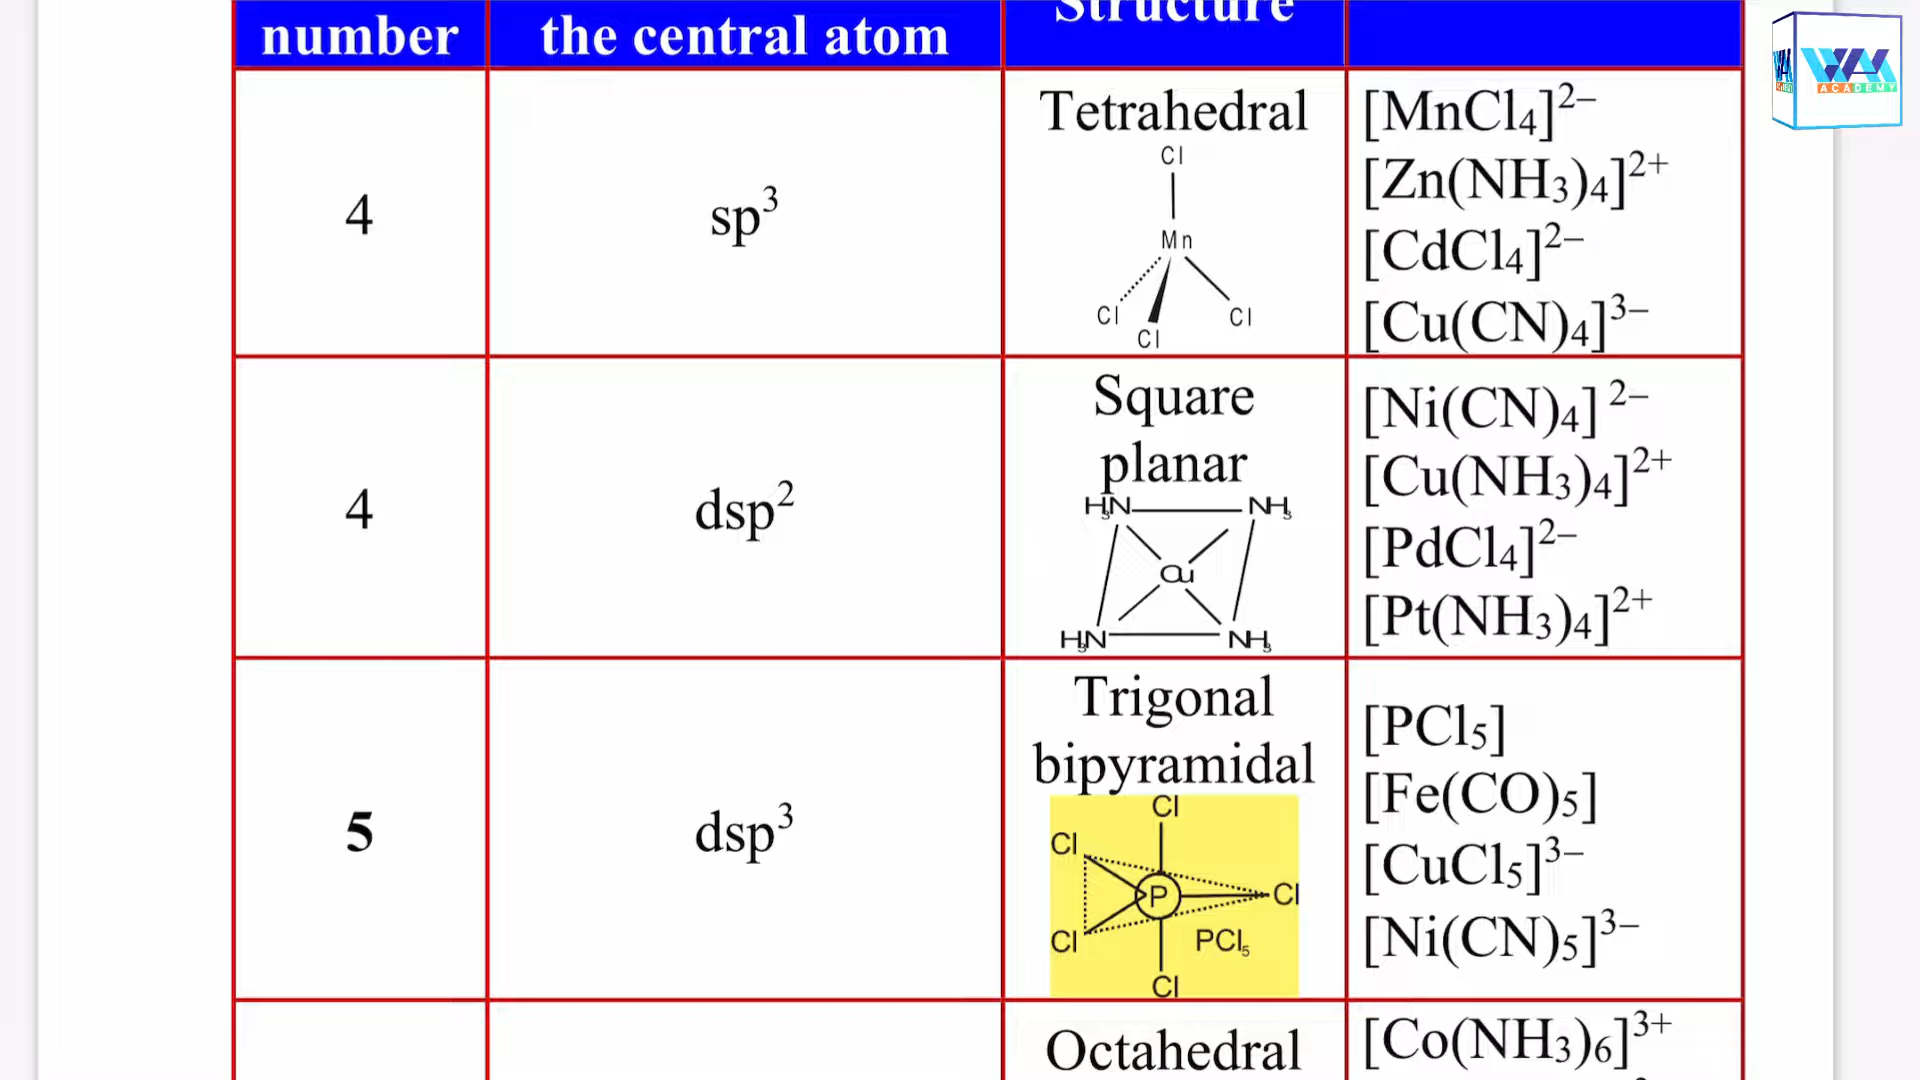 number the central atom Structure
4 sp³ Tetrahedral [MnCl₄]²⁻
[Zn(NH₃)₄]²⁺
[CdCl₄]²⁻
[Cu(CN)₄]³⁻
Cl
Mn
Cl Cl Cl
4 dsp² Square planar [Ni(CN)₄]²⁻
[Cu(NH₃)₄]²⁺
[PdCl₄]²⁻
[Pt(NH₃)₄]²⁺
H₃N NH₃
Cu
H₃N NH₃
5 dsp³ Trigonal bipyramidal [PCl₅]
[Fe(CO)₅]
[CuCl₅]³⁻
[Ni(CN)₅]³⁻
Cl
Cl
P Cl
Cl PCl₅
Cl
Octahedral [Co(NH₃)₆]³⁺
WM
ACADEMY